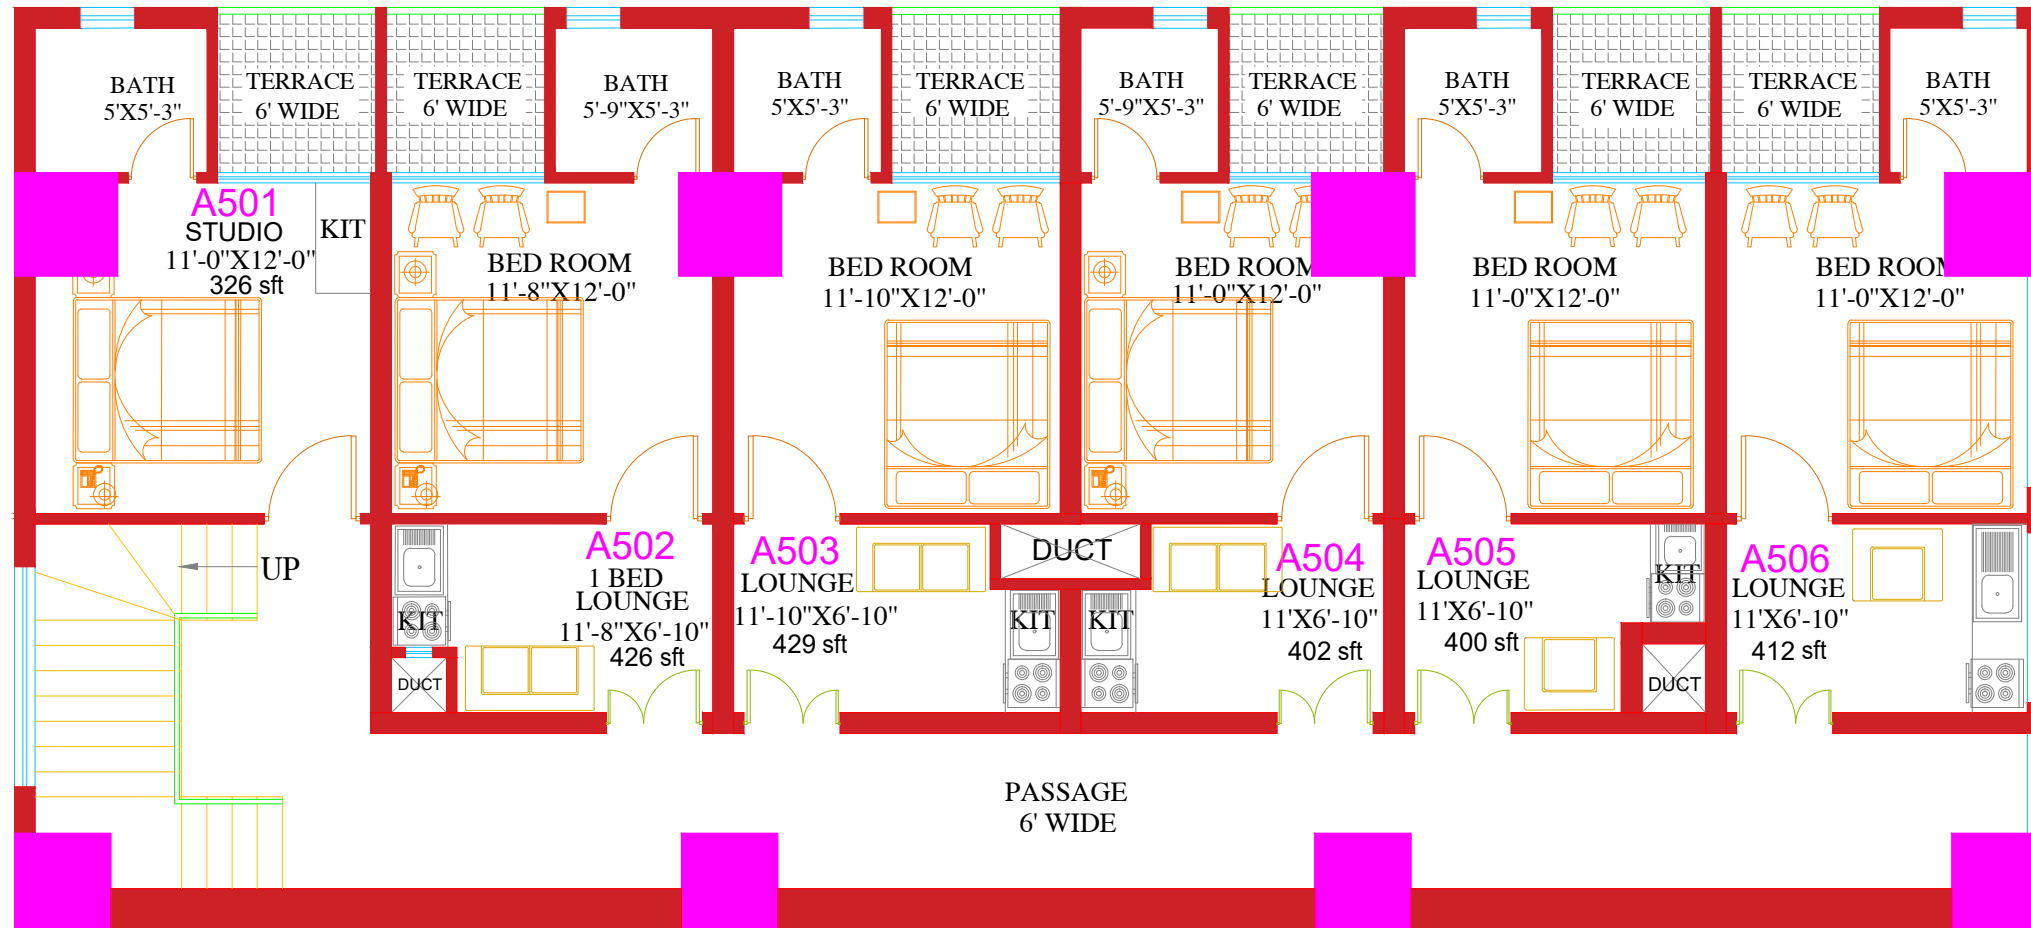 BATH
5'X5'-3"
TERRACE
6' WIDE
TERRACE
6' WIDE
BATH
5'-9"X5'-3"
BATH
5'X5'-3"
TERRACE
6' WIDE
BATH
5'-9"X5'-3"
TERRACE
6' WIDE
BATH
5'X5'-3"
TERRACE
6' WIDE
TERRACE
6' WIDE
BATH
5'X5'-3"
A501
STUDIO
11'-0"X12'-0"
326 sft
KIT
BED ROOM
11'-8"X12'-0"
BED ROOM
11'-10"X12'-0"
BED ROOM
11'-0"X12'-0"
BED ROOM
11'-0"X12'-0"
BED ROOM
11'-0"X12'-0"
UP
KIT
DUCT
A502
1 BED
LOUNGE
11'-8"X6'-10"
426 sft
A503
LOUNGE
11'-10"X6'-10"
429 sft
DUCT
KIT
KIT
A504
LOUNGE
11'X6'-10"
402 sft
A505
LOUNGE
11'X6'-10"
400 sft
KIT
DUCT
A506
LOUNGE
11'X6'-10"
412 sft
PASSAGE
6' WIDE